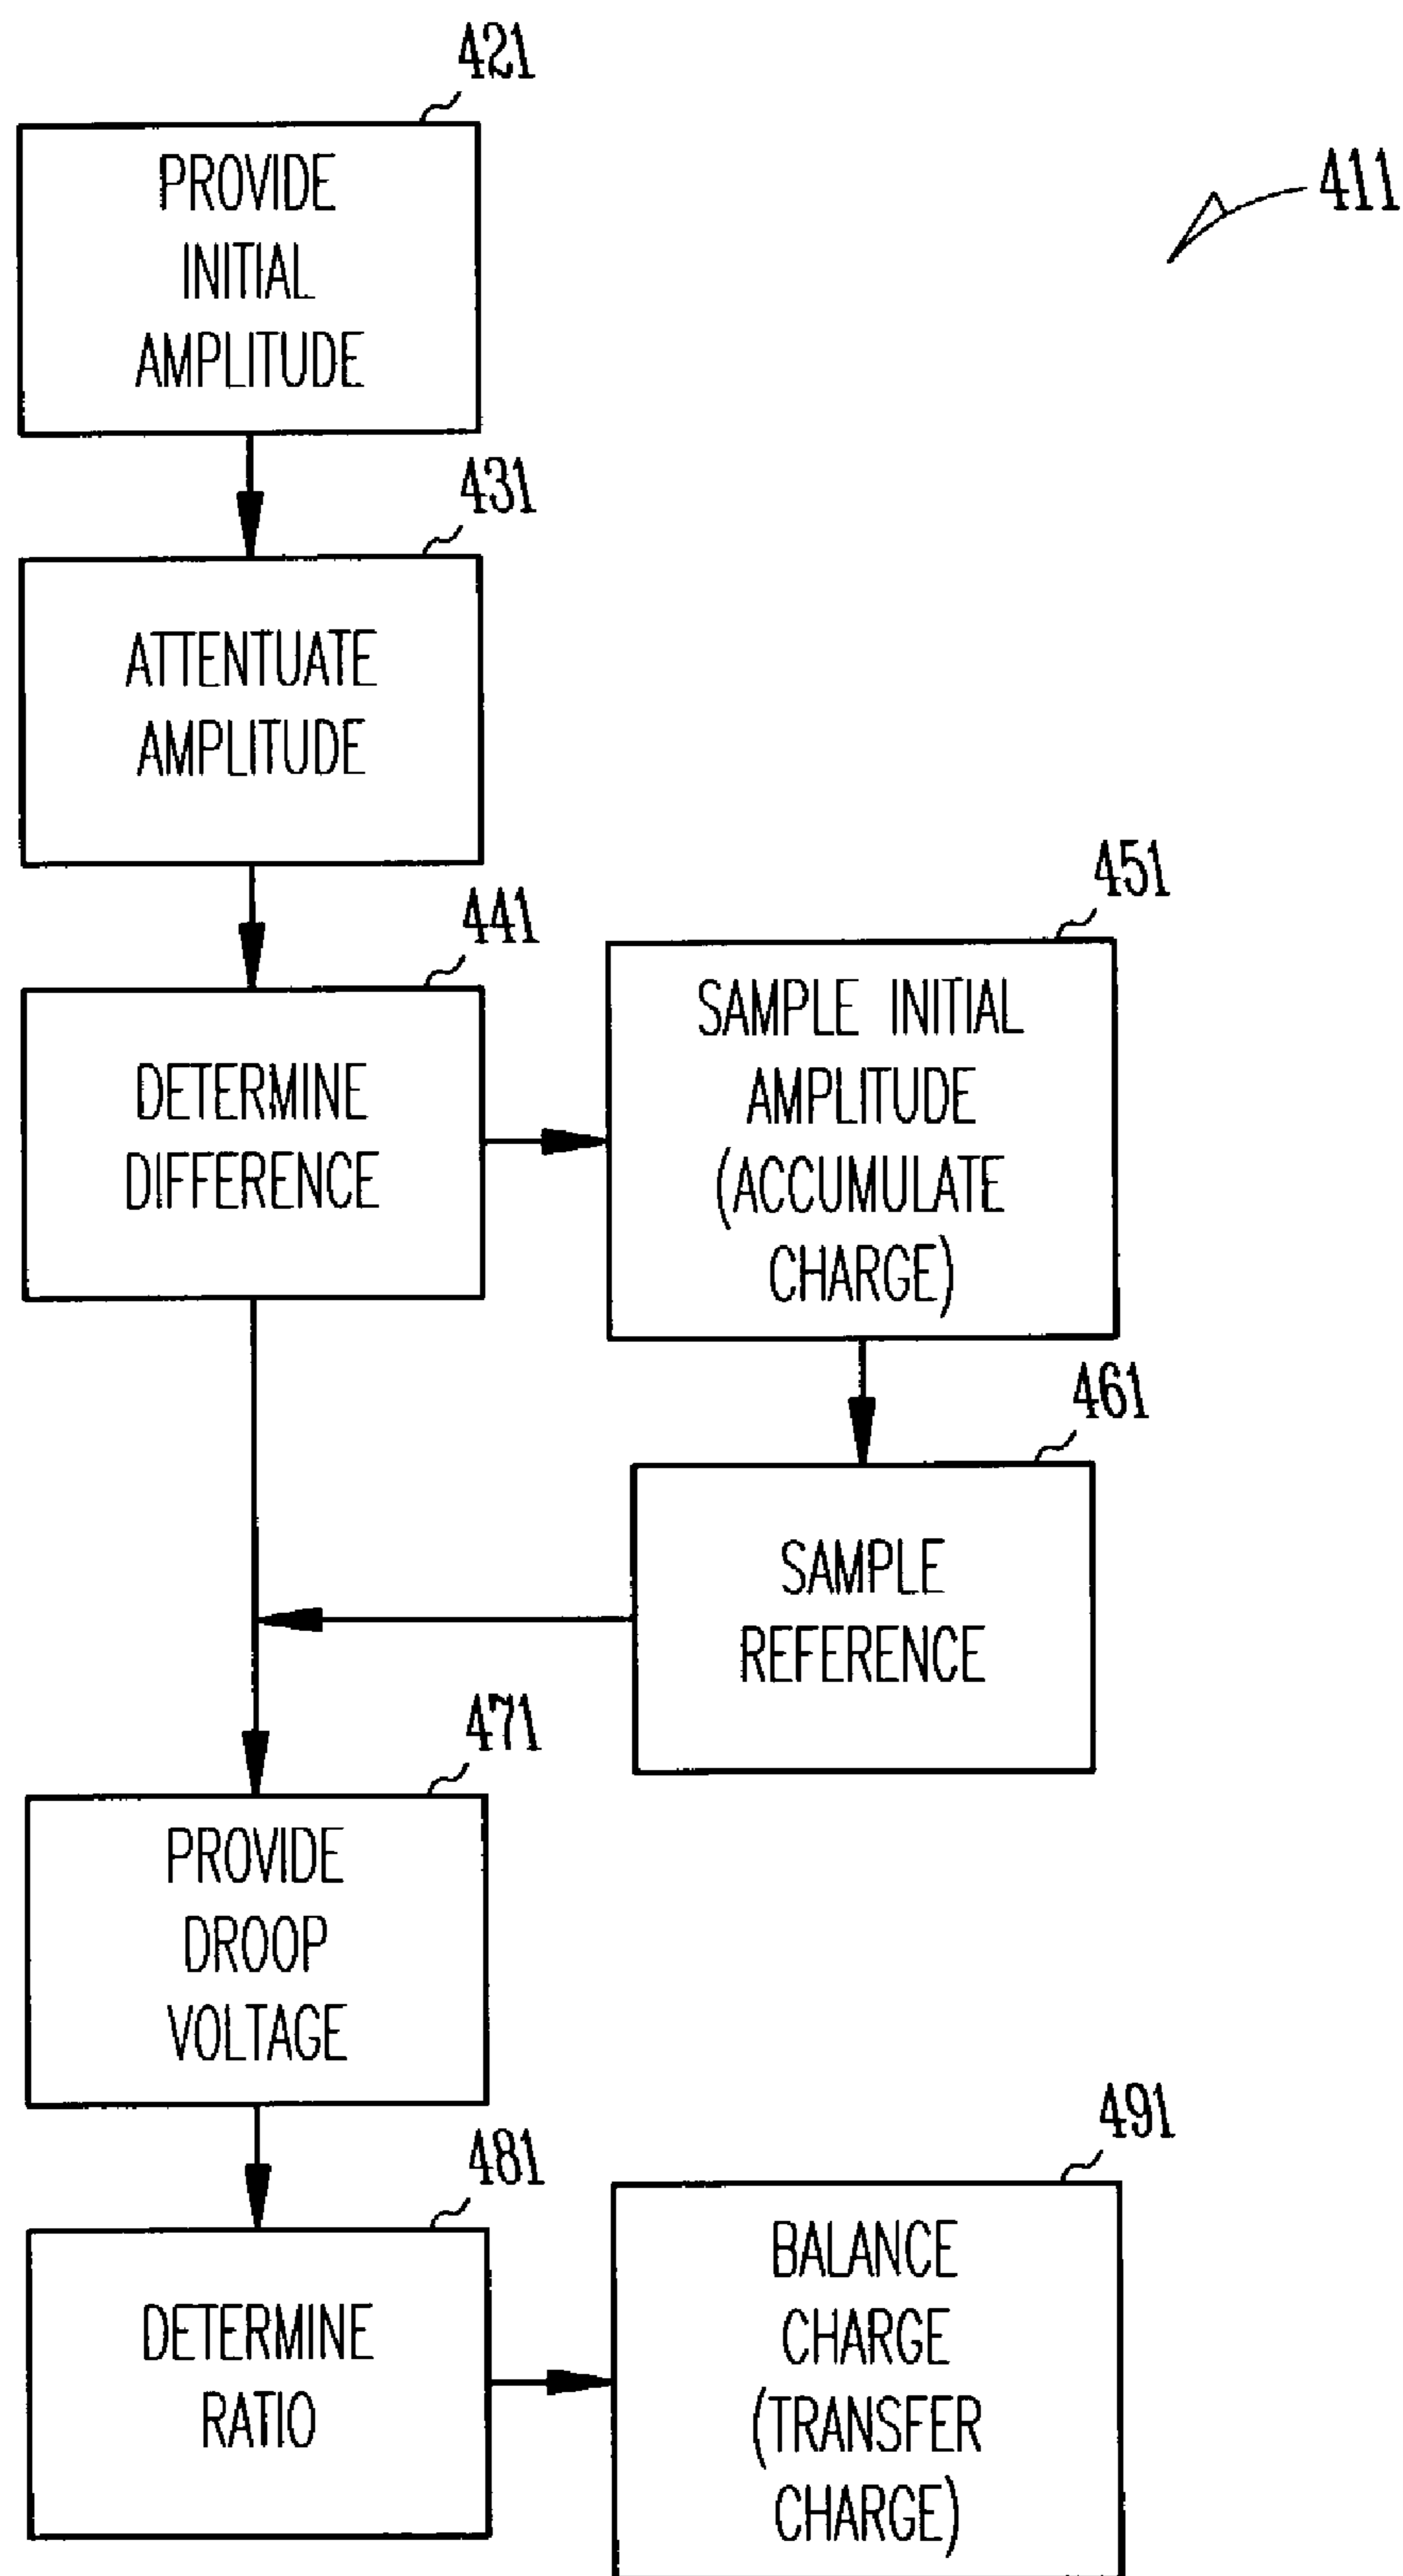 421
PROVIDE
INITIAL
AMPLITUDE
411
431
ATTENTUATE
AMPLITUDE
441
DETERMINE
DIFFERENCE
451
SAMPLE INITIAL
AMPLITUDE
(ACCUMULATE
CHARGE)
461
SAMPLE
REFERENCE
471
PROVIDE
DROOP
VOLTAGE
481
DETERMINE
RATIO
491
BALANCE
CHARGE
(TRANSFER
CHARGE)